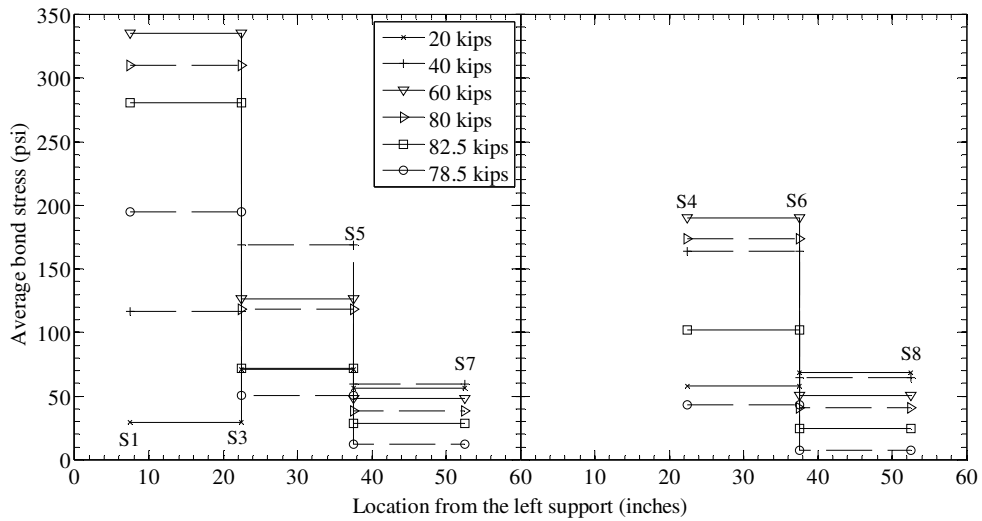 350
300
250
200
150
100
50
0
Average bond stress (psi)
20 kips
40 kips
60 kips
80 kips
82.5 kips
78.5 kips
S1
S3
S5
S7
S4
S6
S8
0 10 20 30 40 50 60
0 10 20 30 40 50 60
Location from the left support (inches)